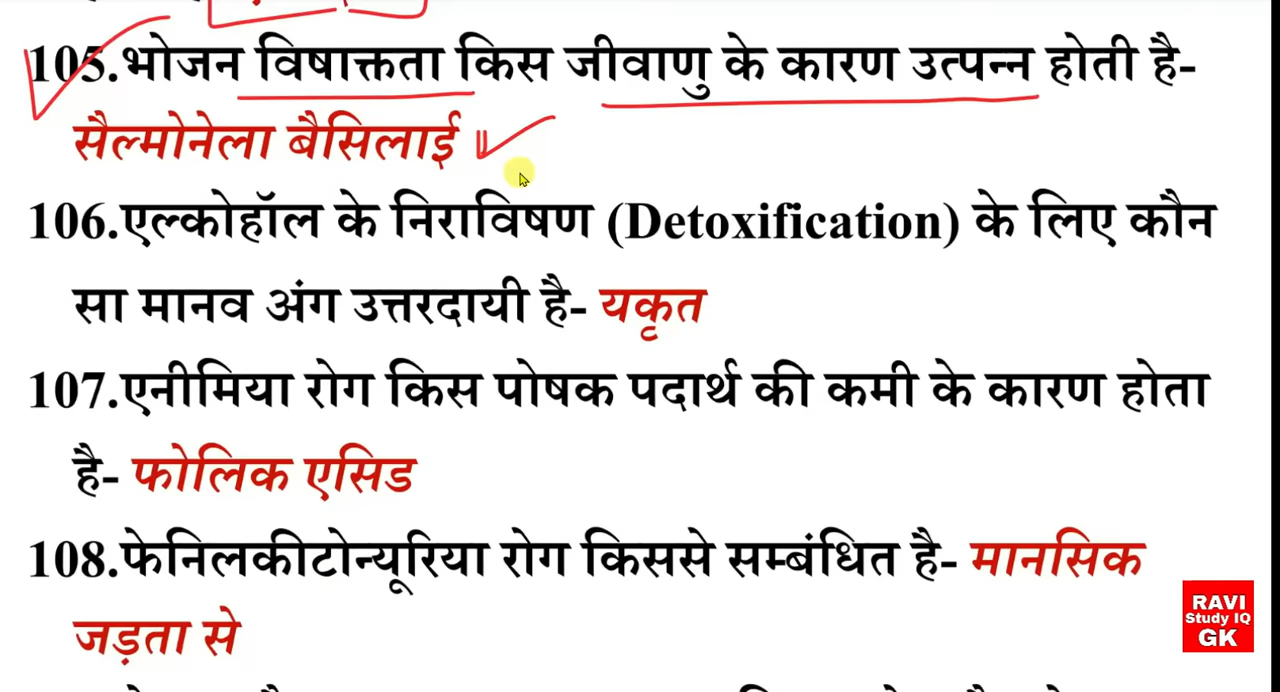 105.भोजन विषाक्तता किस जीवाणु के कारण उत्पन्न होती है-
सैल्मोनेला बैसिलाई
106.एल्कोहॉल के निराविषण (Detoxification) के लिए कौन
सा मानव अंग उत्तरदायी है- यकृत
107.एनीमिया रोग किस पोषक पदार्थ की कमी के कारण होता
है- फोलिक एसिड
108.फेनिलकीटोन्यूरिया रोग किससे सम्बंधित है- मानसिक
जड़ता से
RAVI
Study IQ
GK